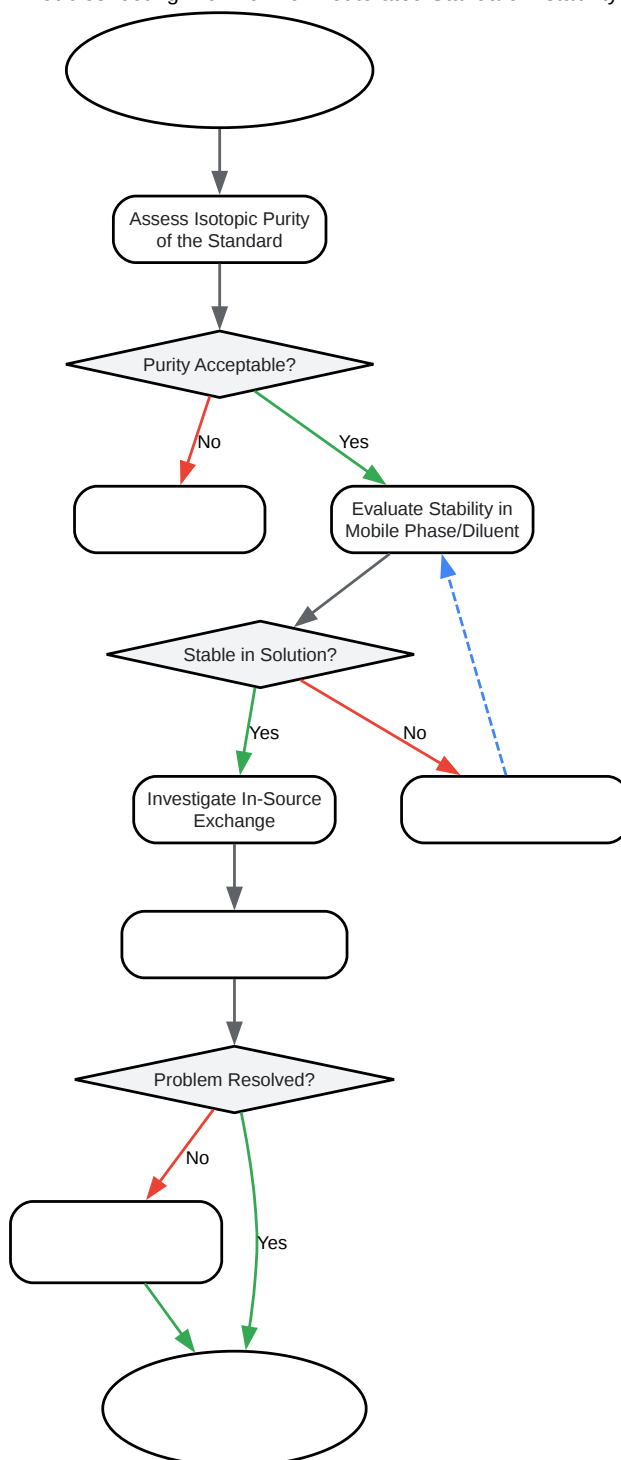 Assess Isotopic Purity
of the Standard
Purity Acceptable?
No
Yes
Evaluate Stability in
Mobile Phase/Diluent
Stable in Solution?
Yes
No
Investigate In-Source
Exchange
Problem Resolved?
No
Yes